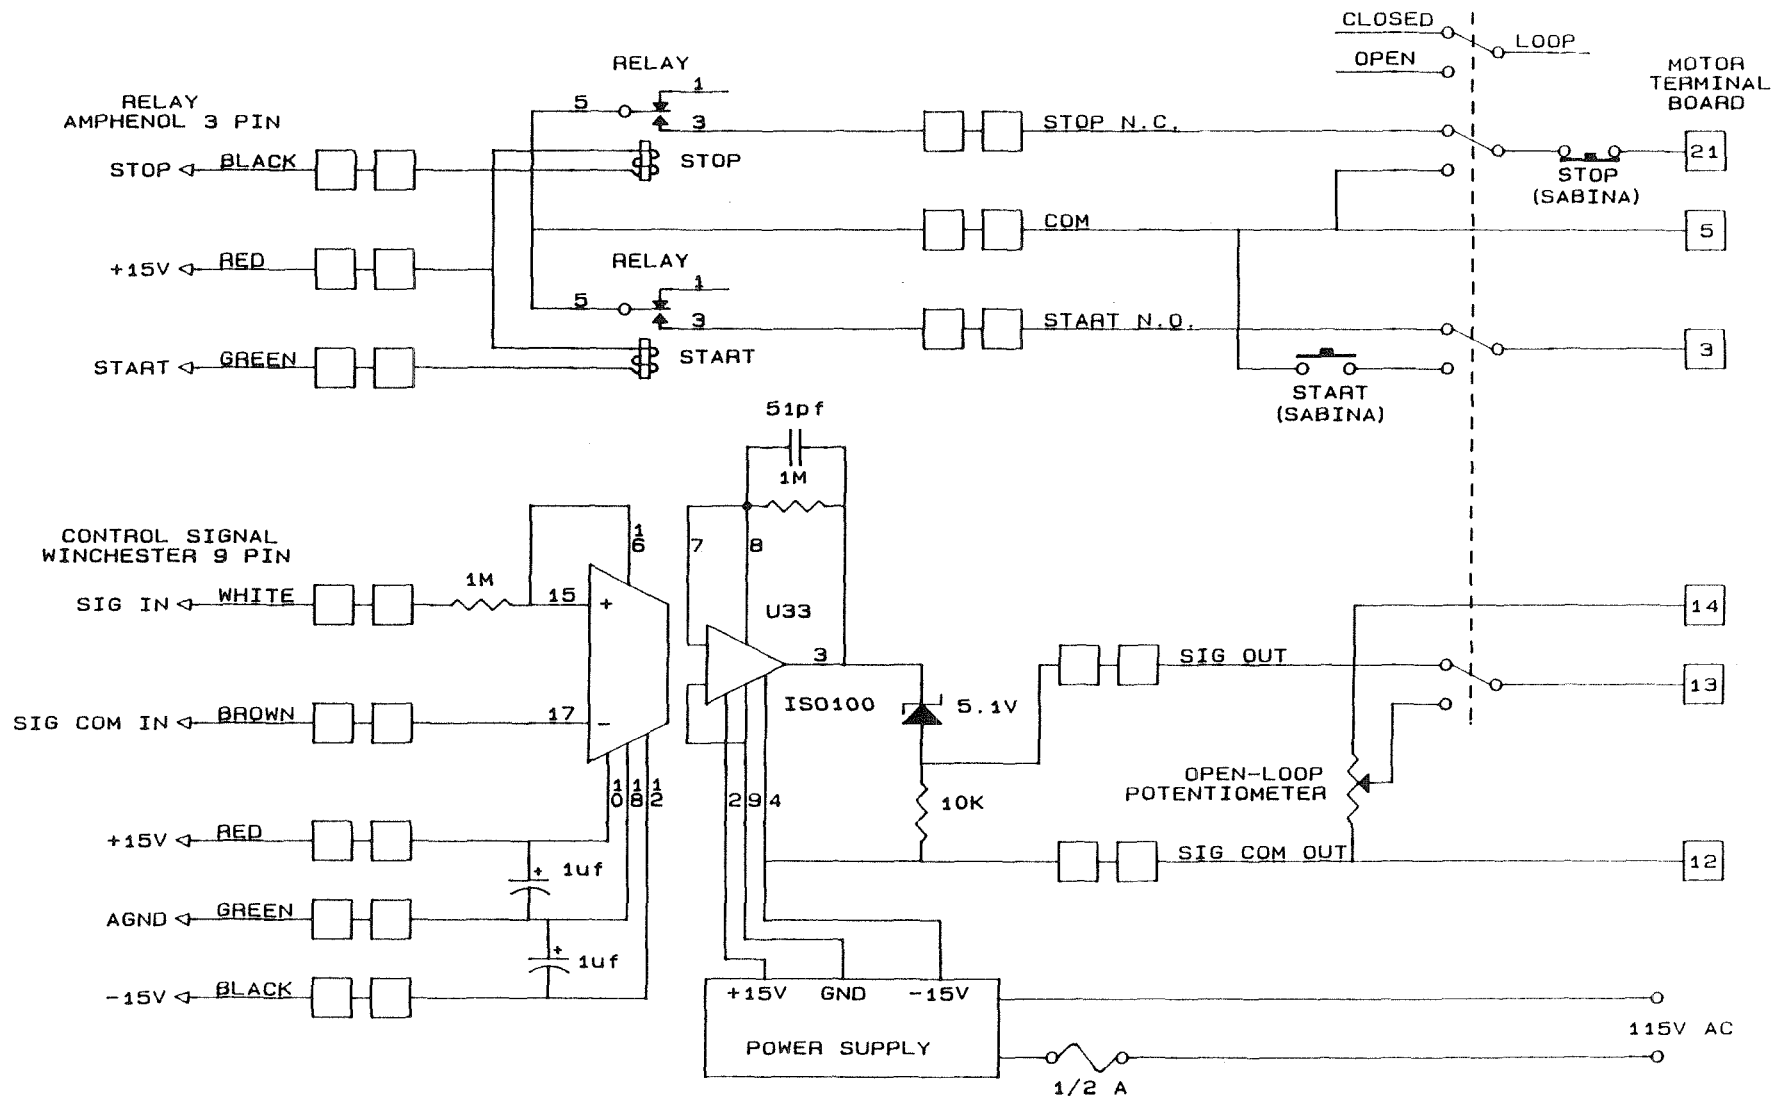 CLOSED
LOOP
OPEN
MOTOR
TERMINAL
BOARD
RELAY
AMPHENOL 3 PIN
RELAY
1
5
3
STOP N.C.
STOP
BLACK
STOP
STOP
(SABINA)
21
COM
5
+15V
RED
RELAY
1
5
3
START N.O.
START
GREEN
START
3
START
(SABINA)
51pf
1M
CONTROL SIGNAL
WINCHESTER 9 PIN
16
7
8
SIG IN
WHITE
1M
15
+
U33
14
3
SIG OUT
13
SIG COM IN
BROWN
17
-
ISO100
5.1V
OPEN-LOOP
POTENTIOMETER
10
18
12
2
9
4
10K
+15V
RED
SIG COM OUT
12
+
1uf
AGND
GREEN
+
1uf
-15V
BLACK
+15V
GND
-15V
115V AC
POWER SUPPLY
1/2 A